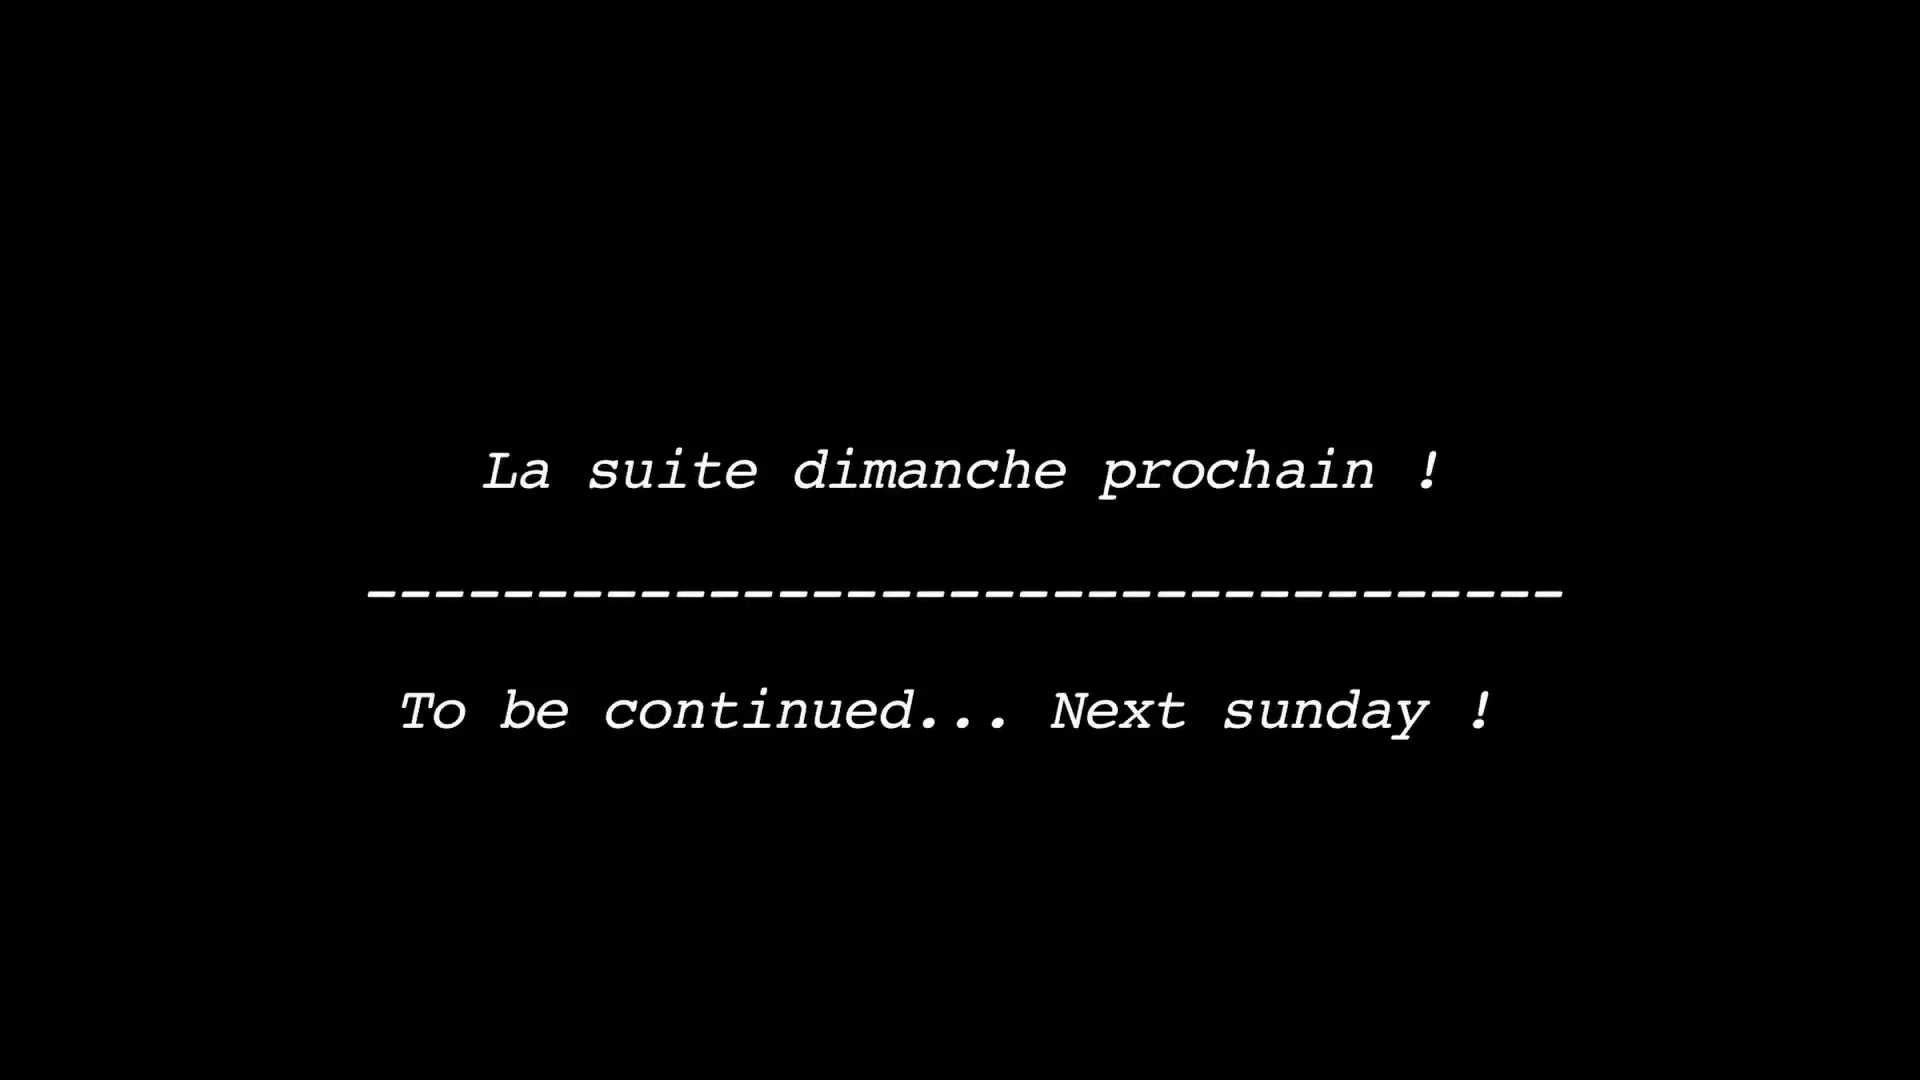 La suite dimanche prochain !
-----------------------------------
To be continued... Next sunday !